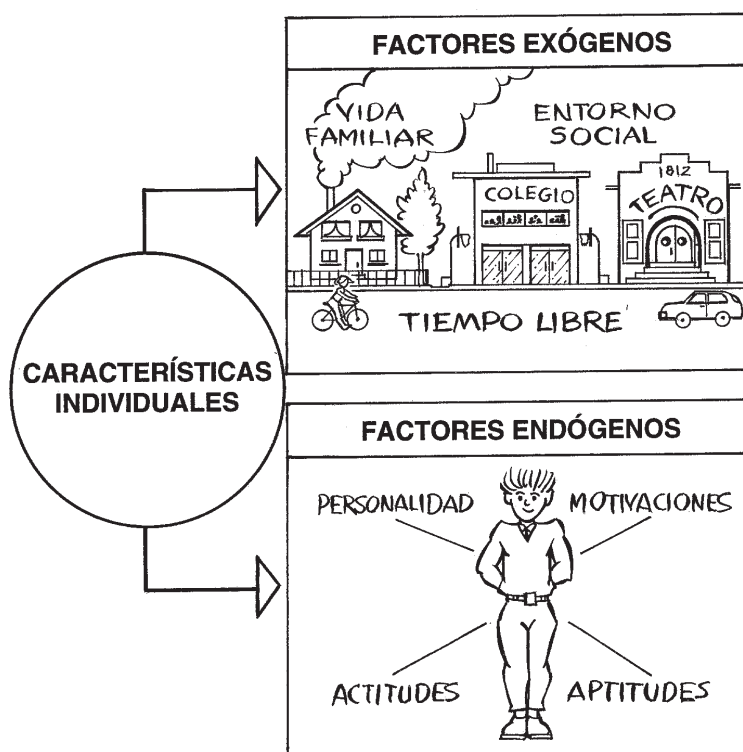 FACTORES EXÓGENOS
VIDA
FAMILIAR
ENTORNO
SOCIAL
COLEGIO
1812
TEATRO
TIEMPO LIBRE
CARACTERÍSTICAS
INDIVIDUALES
FACTORES ENDÓGENOS
PERSONALIDAD
MOTIVACIONES
ACTITUDES
APTITUDES